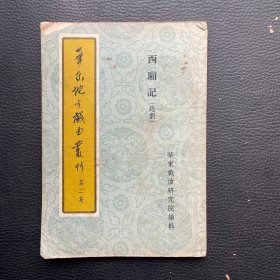 華東地方戲曲叢刊
第二集
西廂記（越劇）
華東戲曲研究院編輯